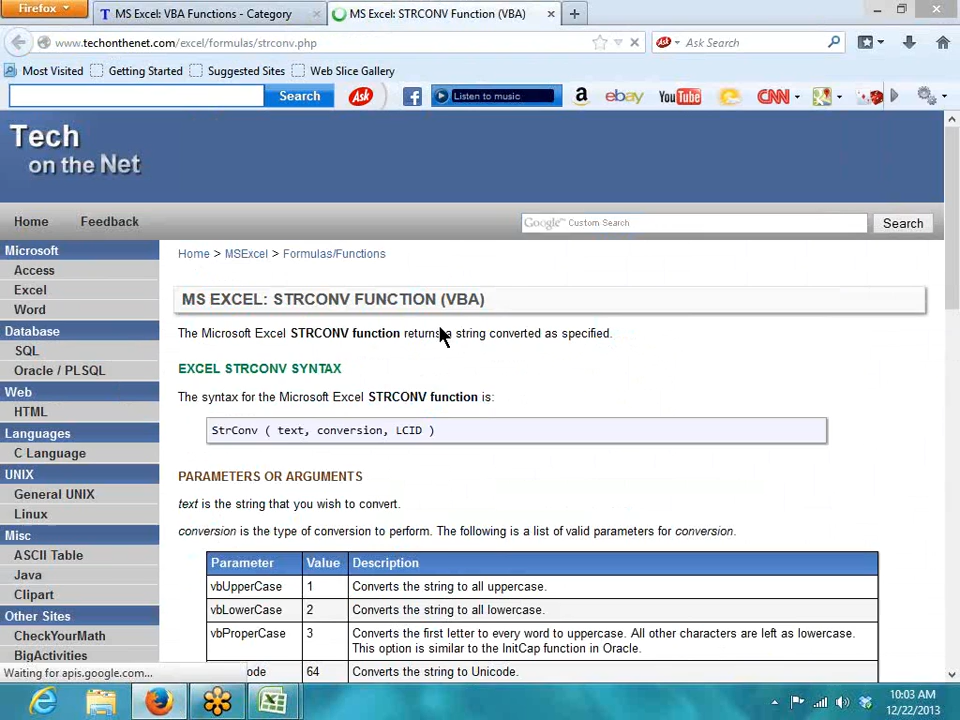 Firefox
MS Excel: VBA Functions - Category
MS Excel: STRCONV Function (VBA)
www.techonthenet.com/excel/formulas/strconv.php
Ask Search
Most Visited
Getting Started
Suggested Sites
Web Slice Gallery
Search
Ask
Listen to music
a
ebay
YouTube
CNN
Tech
on the Net
Home
Feedback
Google Custom Search
Search
Microsoft
Access
Excel
Word
Database
SQL
Oracle / PLSQL
Web
HTML
Languages
C Language
UNIX
General UNIX
Linux
Misc
ASCII Table
Java
Clipart
Other Sites
CheckYourMath
BigActivities
Home > MSExcel > Formulas/Functions
MS EXCEL: STRCONV FUNCTION (VBA)
The Microsoft Excel STRCONV function returns a string converted as specified.
EXCEL STRCONV SYNTAX
The syntax for the Microsoft Excel STRCONV function is:
StrConv ( text, conversion, LCID )
PARAMETERS OR ARGUMENTS
text is the string that you wish to convert.
conversion is the type of conversion to perform. The following is a list of valid parameters for conversion.
Parameter Value Description
vbUpperCase 1 Converts the string to all uppercase.
vbLowerCase 2 Converts the string to all lowercase.
vbProperCase 3 Converts the first letter to every word to uppercase. All other characters are left as lowercase.
This option is similar to the InitCap function in Oracle.
ode 64 Converts the string to Unicode.
Waiting for apis.google.com...
10:03 AM
12/22/2013